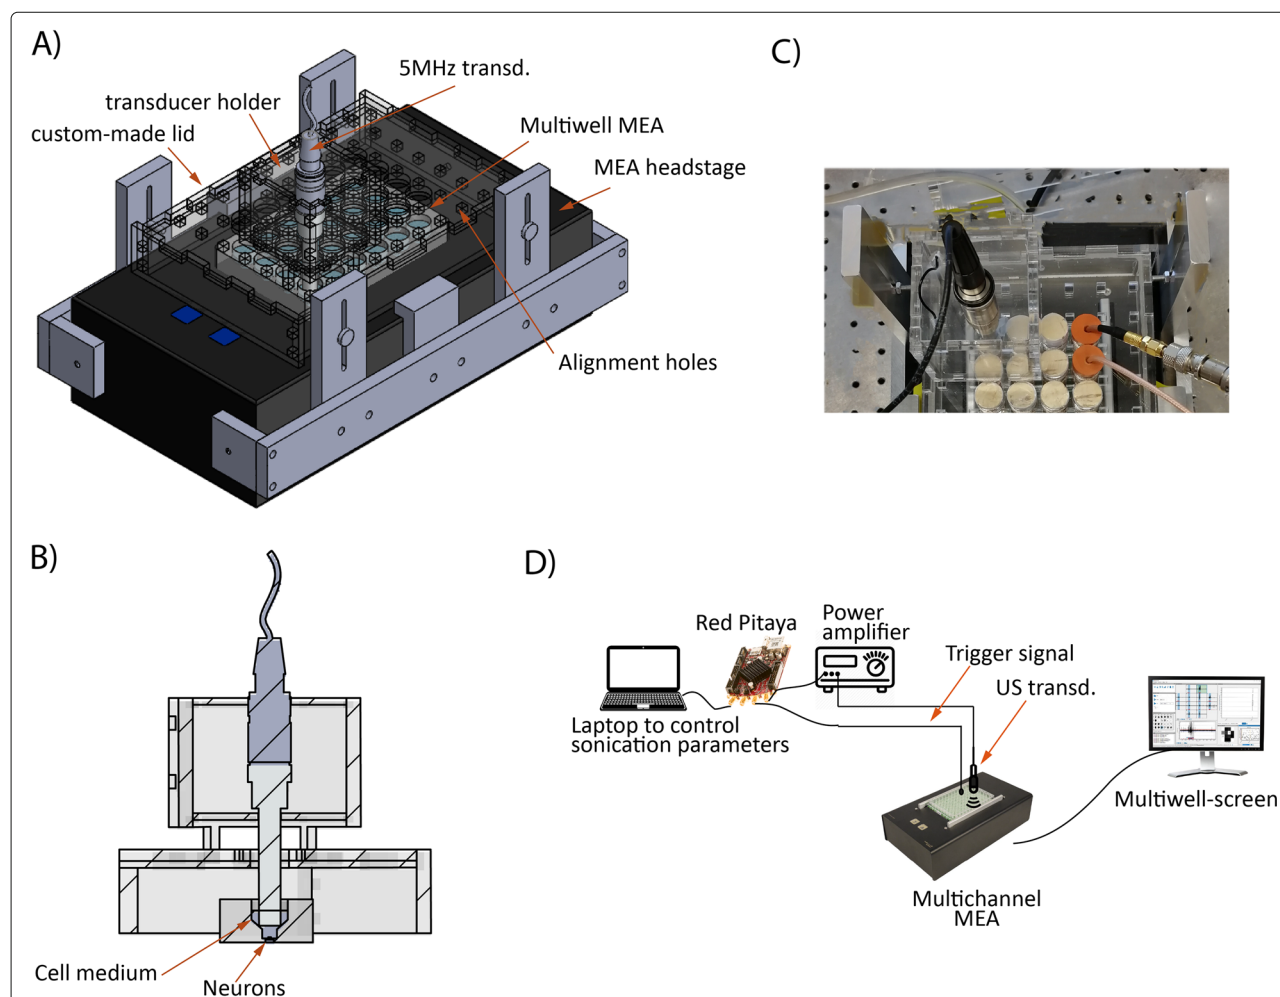 A)
5MHz transd.
transducer holder
custom-made lid
Multiwell MEA
MEA headstage
Alignment holes
C)
B)
Cell medium
Neurons
D)
Red Pitaya
Power
amplifier
Trigger signal
US transd.
Laptop to control
sonication parameters
Multiwell-screen
Multichannel
MEA